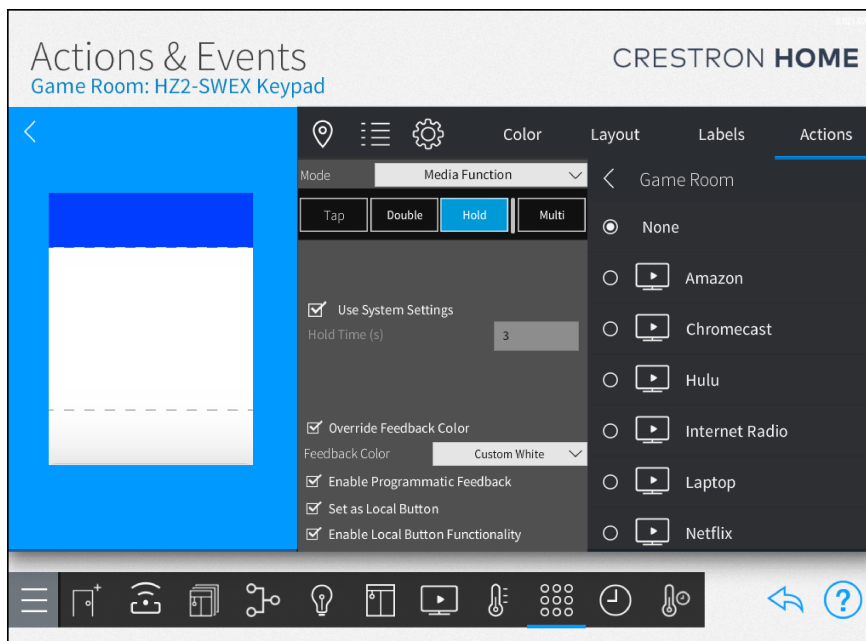 Actions & Events
CRESTRON HOME
Game Room: HZ2-SWEX Keypad
Color Layout Labels Actions
Mode Media Function
Game Room
Tap Double Hold Multi
None
Amazon
Use System Settings
Hold Time (s) 3
Chromecast
Hulu
Override Feedback Color
Internet Radio
Feedback Color Custom White
Enable Programmatic Feedback
Laptop
Set as Local Button
Enable Local Button Functionality
Netflix
?